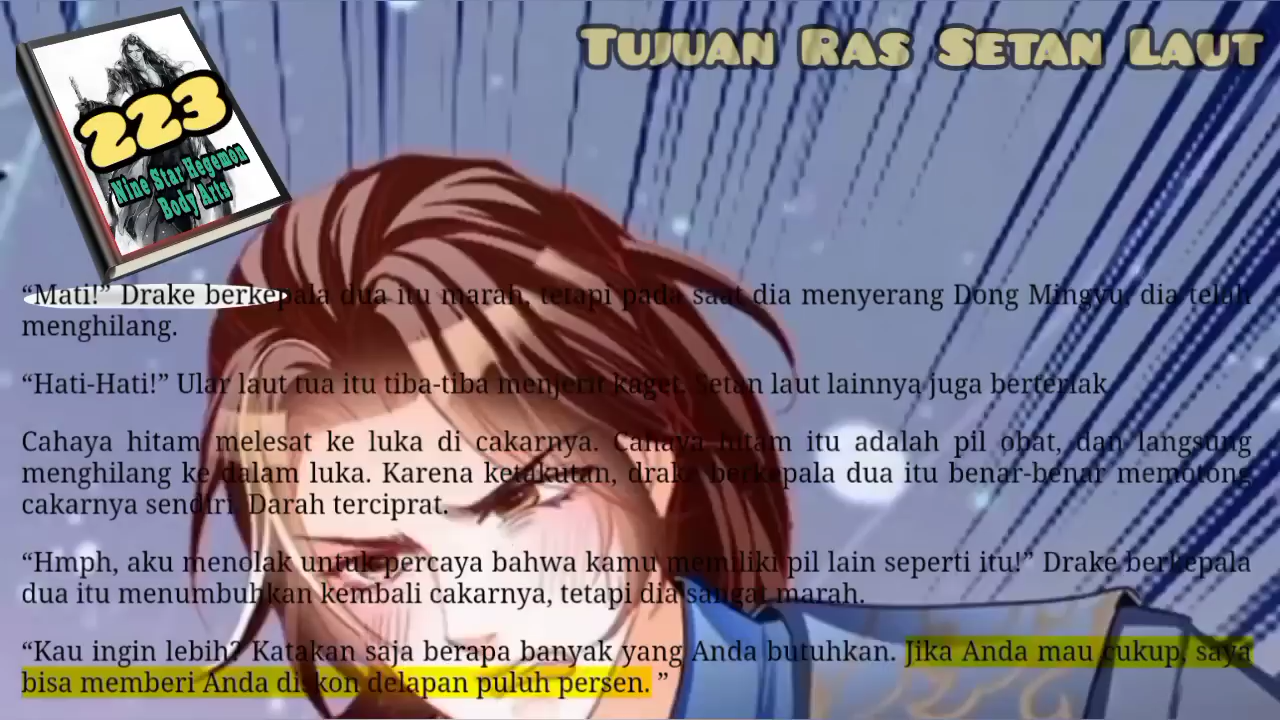 Tujuan Ras Setan Laut
223
Nine Star Hegemon
Body Arts
“Mati!” Drake berkepala dua itu marah, tetapi pada saat dia menyerang Dong Mingyu, dia telah
menghilang.
“Hati-Hati!” Ular laut tua itu tiba-tiba menjerit kaget. Setan laut lainnya juga berteriak.
Cahaya hitam melesat ke luka di cakarnya. Cahaya hitam itu adalah pil obat, dan langsung
menghilang ke dalam luka. Karena ketakutan, drake berkepala dua itu benar-benar memotong
cakarnya sendiri. Darah terciprat.
“Hmph, aku menolak untuk percaya bahwa kamu memiliki pil lain seperti itu!” Drake berkepala
dua itu menumbuhkan kembali cakarnya, tetapi dia sangat marah.
“Kau ingin lebih? Katakan saja berapa banyak yang Anda butuhkan. Jika Anda mau cukup, saya
bisa memberi Anda diskon delapan puluh persen. ”